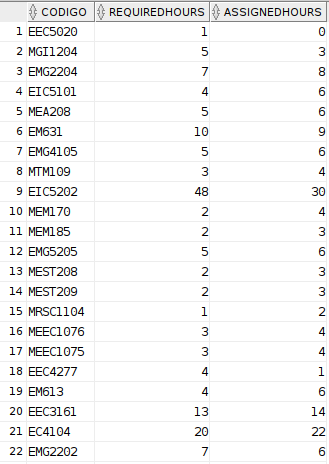 CODIGO REQUIREDHOURS ASSIGNEDHOURS
1 EEC5020 1 0
2 MGI1204 5 3
3 EMG2204 7 8
4 EIC5101 4 6
5 MEA208 5 6
6 EM631 10 9
7 EMG4105 5 6
8 MTM109 3 4
9 EIC5202 48 30
10 MEM170 2 4
11 MEM185 2 3
12 EMG5205 5 6
13 MEST208 2 3
14 MEST209 2 3
15 MRSC1104 1 2
16 MEEC1076 3 4
17 MEEC1075 3 4
18 EEC4277 4 1
19 EM613 4 6
20 EEC3161 13 14
21 EC4104 20 22
22 EMG2202 7 6